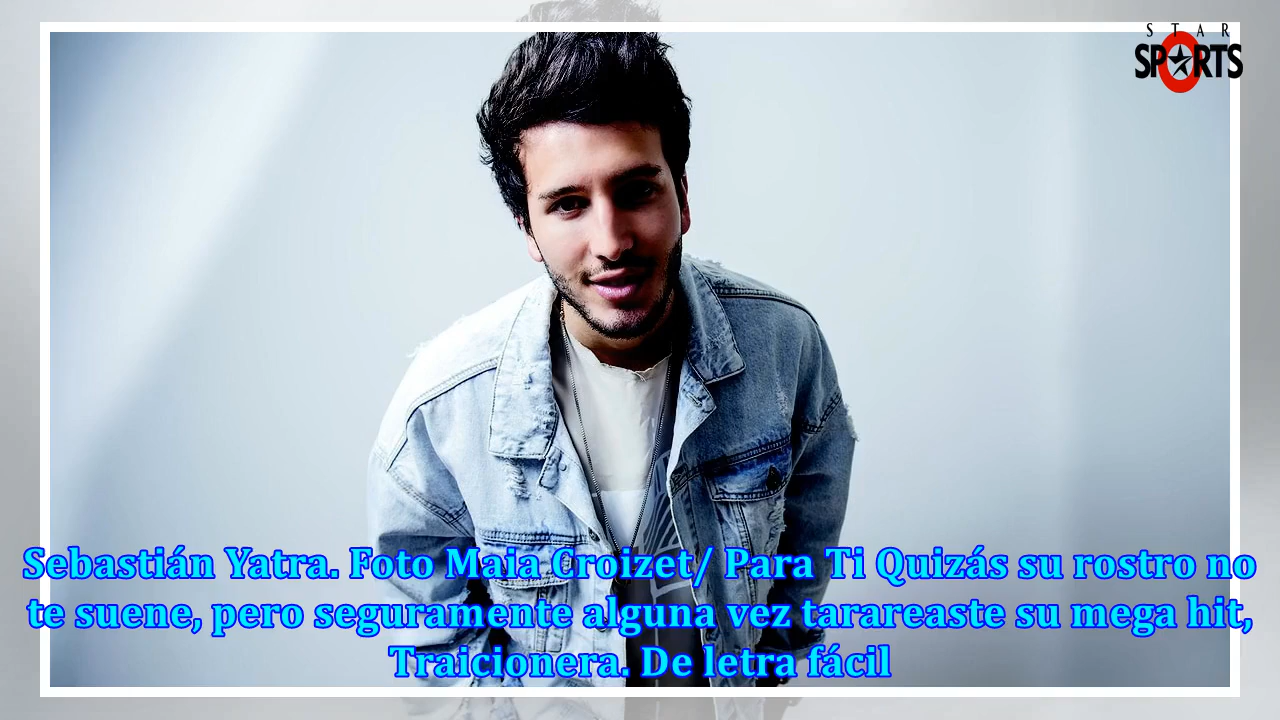 STAR
SPORTS
Sebastián Yatra. Foto Maia Croizet/ Para Ti Quizás su rostro no
te suene, pero seguramente alguna vez tarareaste su mega hit,
Traicionera. De letra fácil